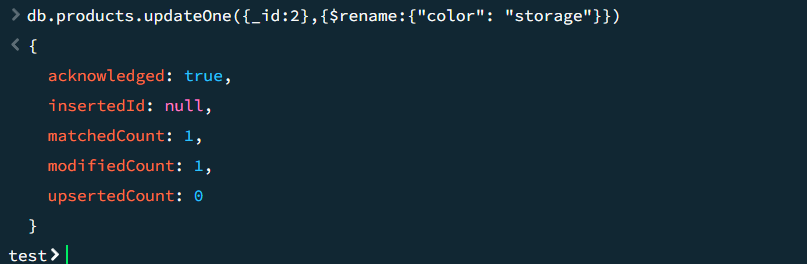 > db.products.updateOne({_id:2},{$rename:{"color": "storage"}})
< {
acknowledged: true,
insertedId: null,
matchedCount: 1,
modifiedCount: 1,
upsertedCount: 0
}
test>